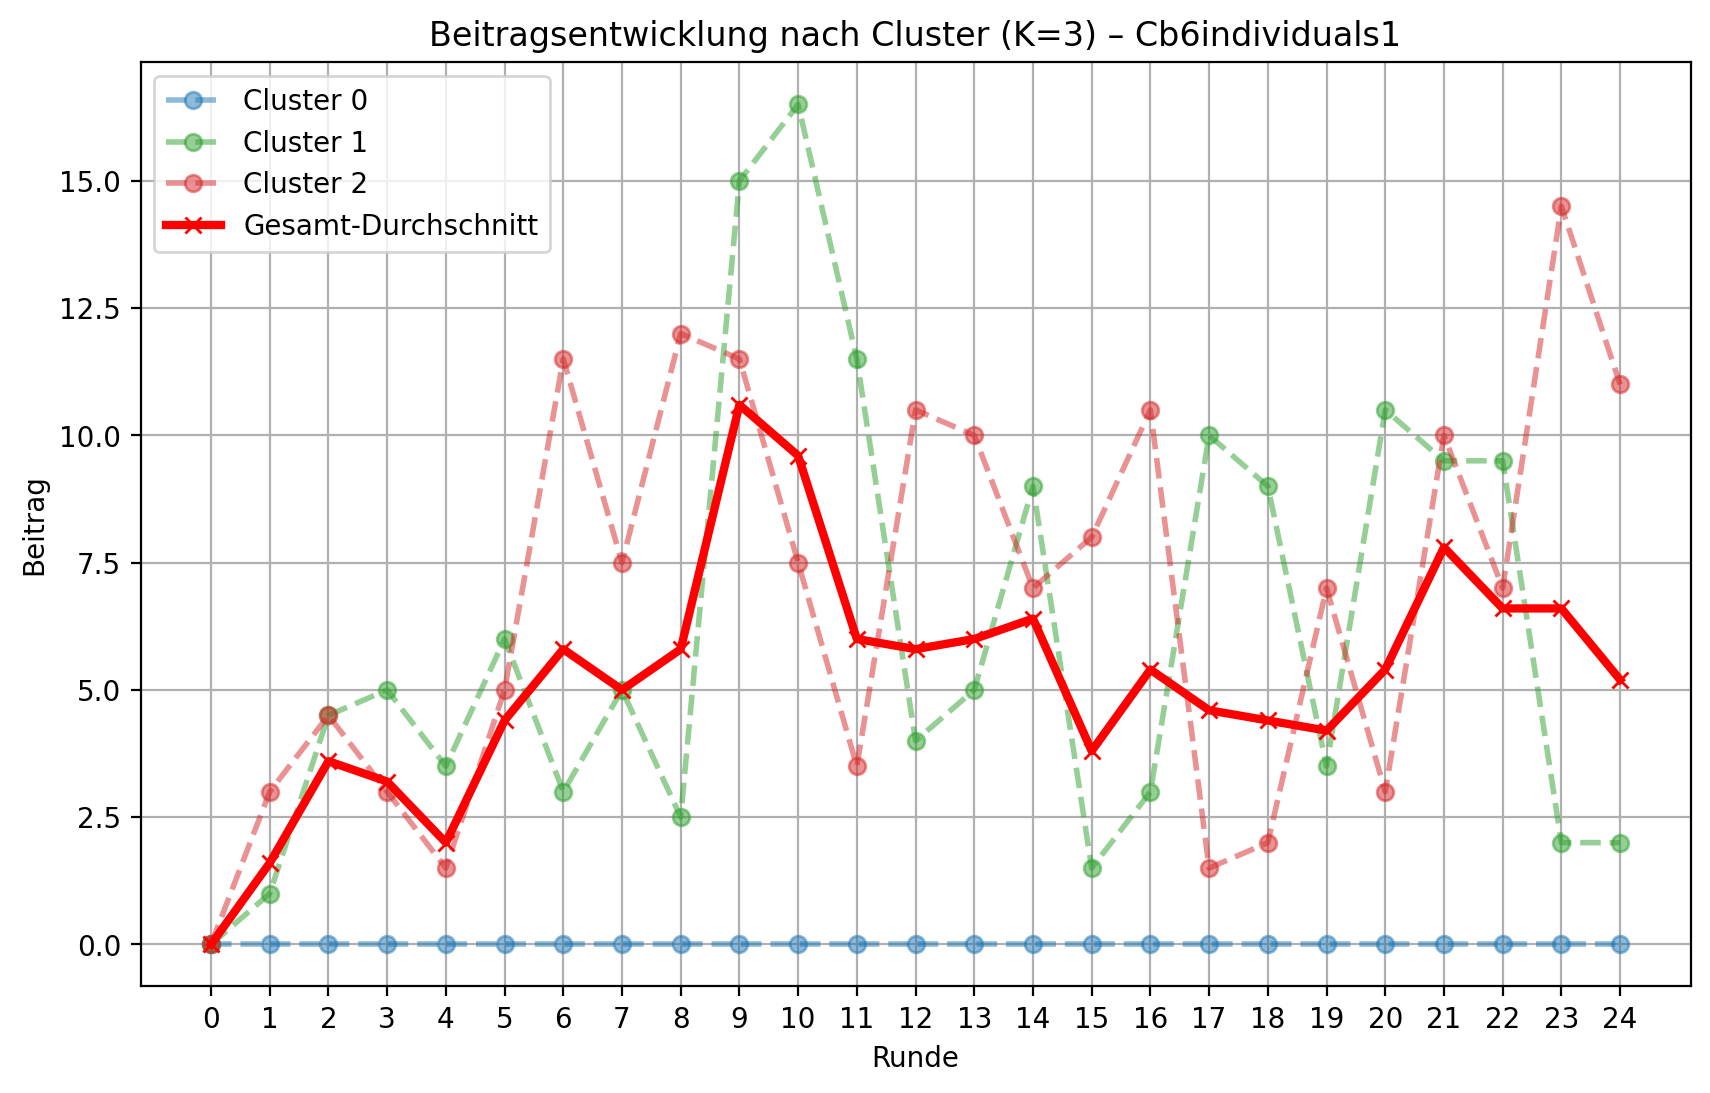 Beitragsentwicklung nach Cluster (K=3) – Cb6individuals1
Cluster 0
Cluster 1
Cluster 2
Gesamt-Durchschnitt
15.0
12.5
10.0
7.5
5.0
2.5
0.0
Beitrag
0 1 2 3 4 5 6 7 8 9 10 11 12 13 14 15 16 17 18 19 20 21 22 23 24
Runde